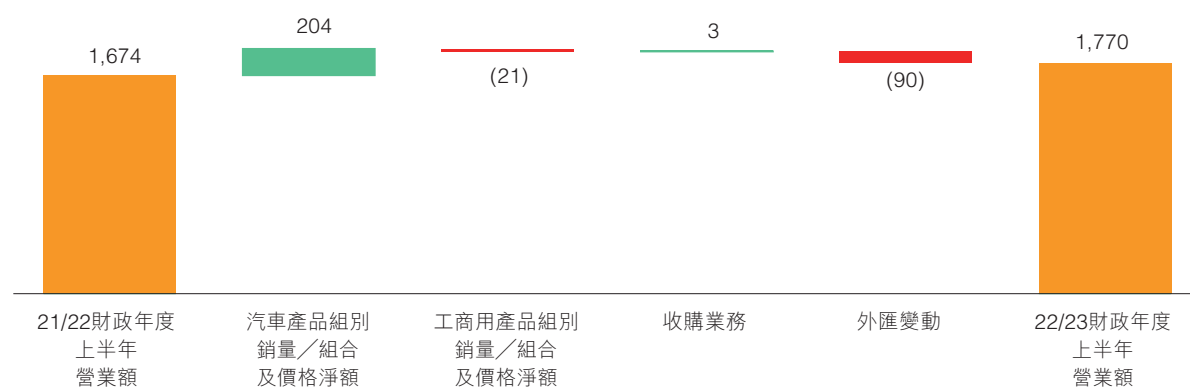 1,674
204
(21)
3
(90)
1,770
21/22財政年度
上半年
營業額
汽車產品組別
銷量／組合
及價格淨額
工商用產品組別
銷量／組合
及價格淨額
收購業務
外匯變動
22/23財政年度
上半年
營業額